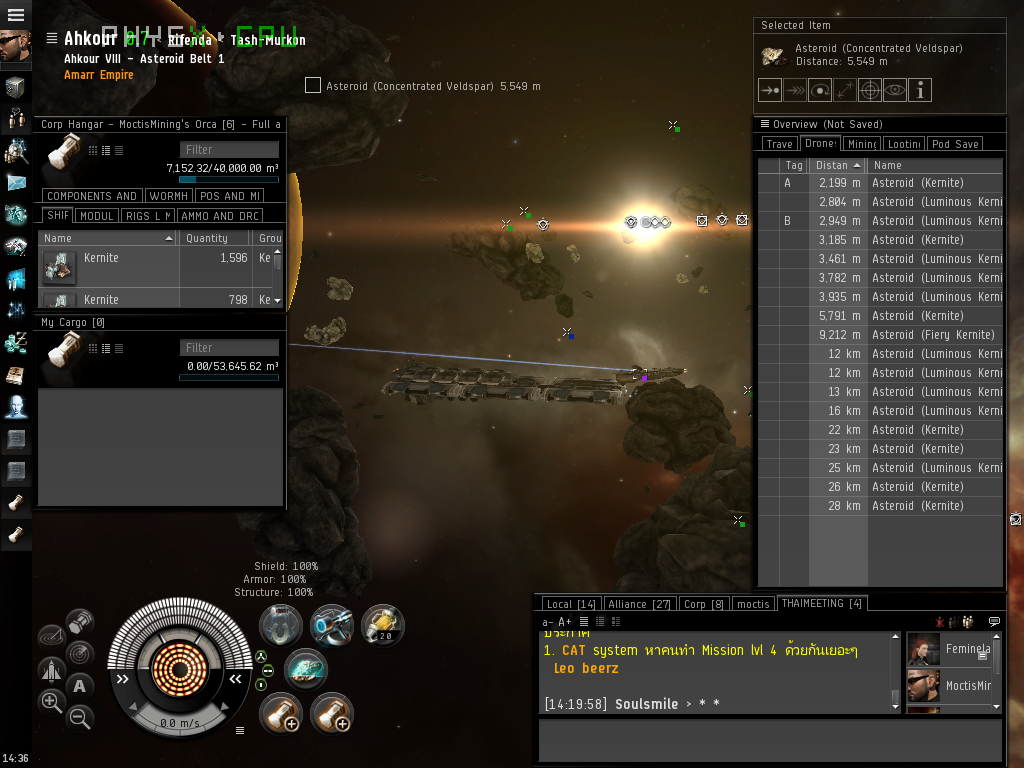 Ahkour 0.7 < Rifenda < Tash-Murkon
Ahkour VIII - Asteroid Belt 1
Amarr Empire
Asteroid (Concentrated Veldspar) 5,549 m
Selected Item
Asteroid (Concentrated Veldspar)
Distance: 5,549 m
Corp Hangar - MoctisMining's Orca [6] - Full a
Filter
7,152.32/40,000.00 m³
COMPONENTS AND WORMH POS AND MI
SHIF MODUL RIGS L M AMMO AND DRC
Name Quantity Grou
Kernite 1,596 Ke
Kernite 798 Ke
My Cargo [0]
Filter
0.00/53,645.62 m³
Overview (Not Saved)
Trave Drone: Mining Lootin Pod Save
Tag Distan Name
A 2,199 m Asteroid (Kernite)
2,804 m Asteroid (Luminous Kerni
B 2,949 m Asteroid (Luminous Kerni
3,185 m Asteroid (Kernite)
3,461 m Asteroid (Luminous Kerni
3,782 m Asteroid (Luminous Kerni
3,935 m Asteroid (Luminous Kerni
5,791 m Asteroid (Kernite)
9,212 m Asteroid (Fiery Kernite)
12 km Asteroid (Luminous Kerni
12 km Asteroid (Luminous Kerni
13 km Asteroid (Luminous Kerni
16 km Asteroid (Luminous Kerni
22 km Asteroid (Kernite)
23 km Asteroid (Kernite)
25 km Asteroid (Luminous Kerni
26 km Asteroid (Kernite)
28 km Asteroid (Kernite)
Shield: 100%
Armor: 100%
Structure: 100%
20
A
0.0 m/s
14:36
Local [14] Alliance [27] Corp [8] moctis THAIMEETING [4]
a- A+
ประกาศ
1. CAT system หาคนทำ Mission lvl 4 ด้วยกันเยอะๆ
Leo beerz
[14:19:58] Soulsmile > * *
Feminela
MoctisMin